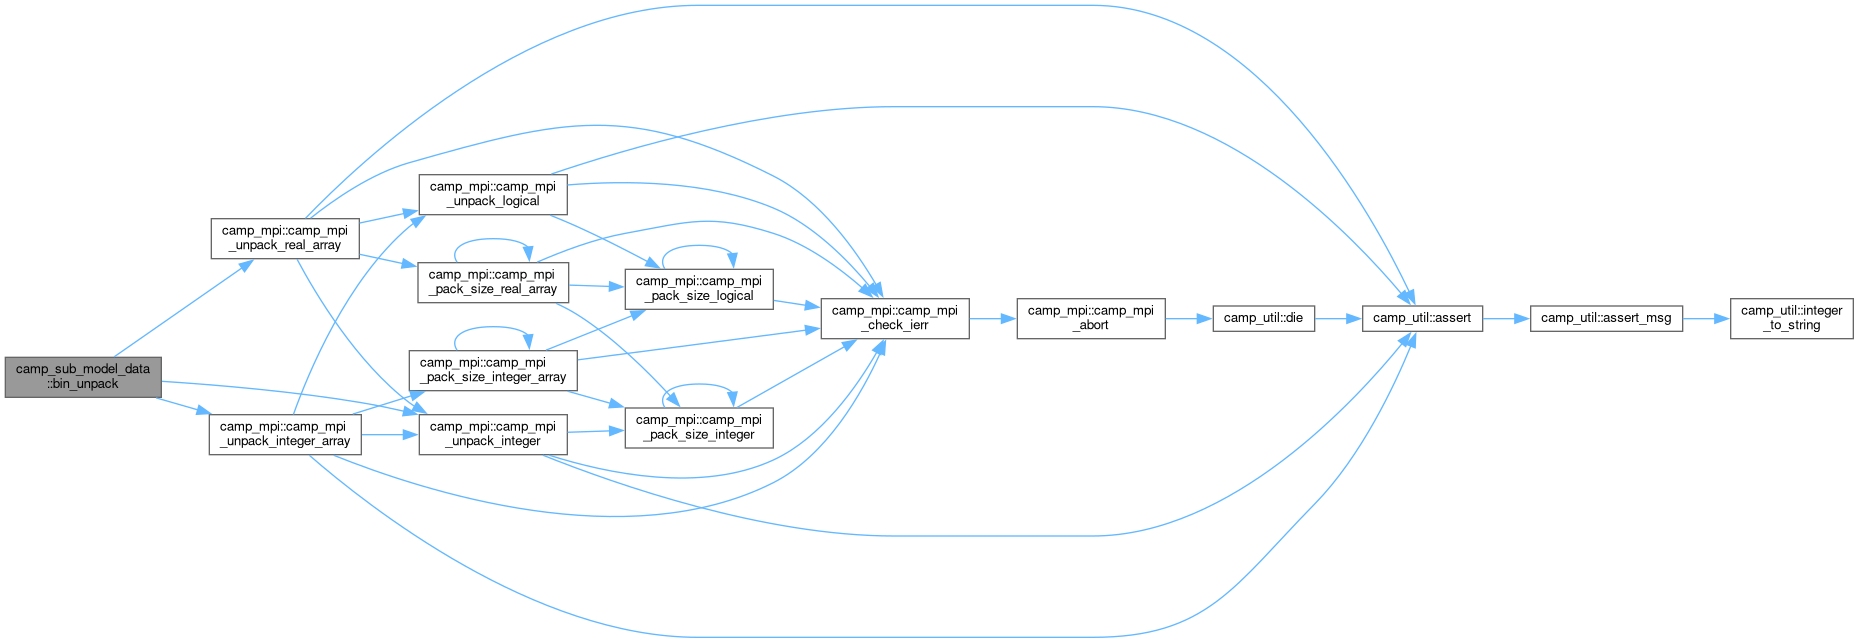 camp_sub_model_data
::bin_unpack
camp_mpi::camp_mpi
_unpack_real_array
camp_mpi::camp_mpi
_unpack_integer_array
camp_mpi::camp_mpi
_unpack_logical
camp_mpi::camp_mpi
_pack_size_real_array
camp_mpi::camp_mpi
_pack_size_integer_array
camp_mpi::camp_mpi
_unpack_integer
camp_mpi::camp_mpi
_pack_size_logical
camp_mpi::camp_mpi
_pack_size_integer
camp_mpi::camp_mpi
_check_ierr
camp_mpi::camp_mpi
_abort
camp_util::die
camp_util::assert
camp_util::assert_msg
camp_util::integer
_to_string